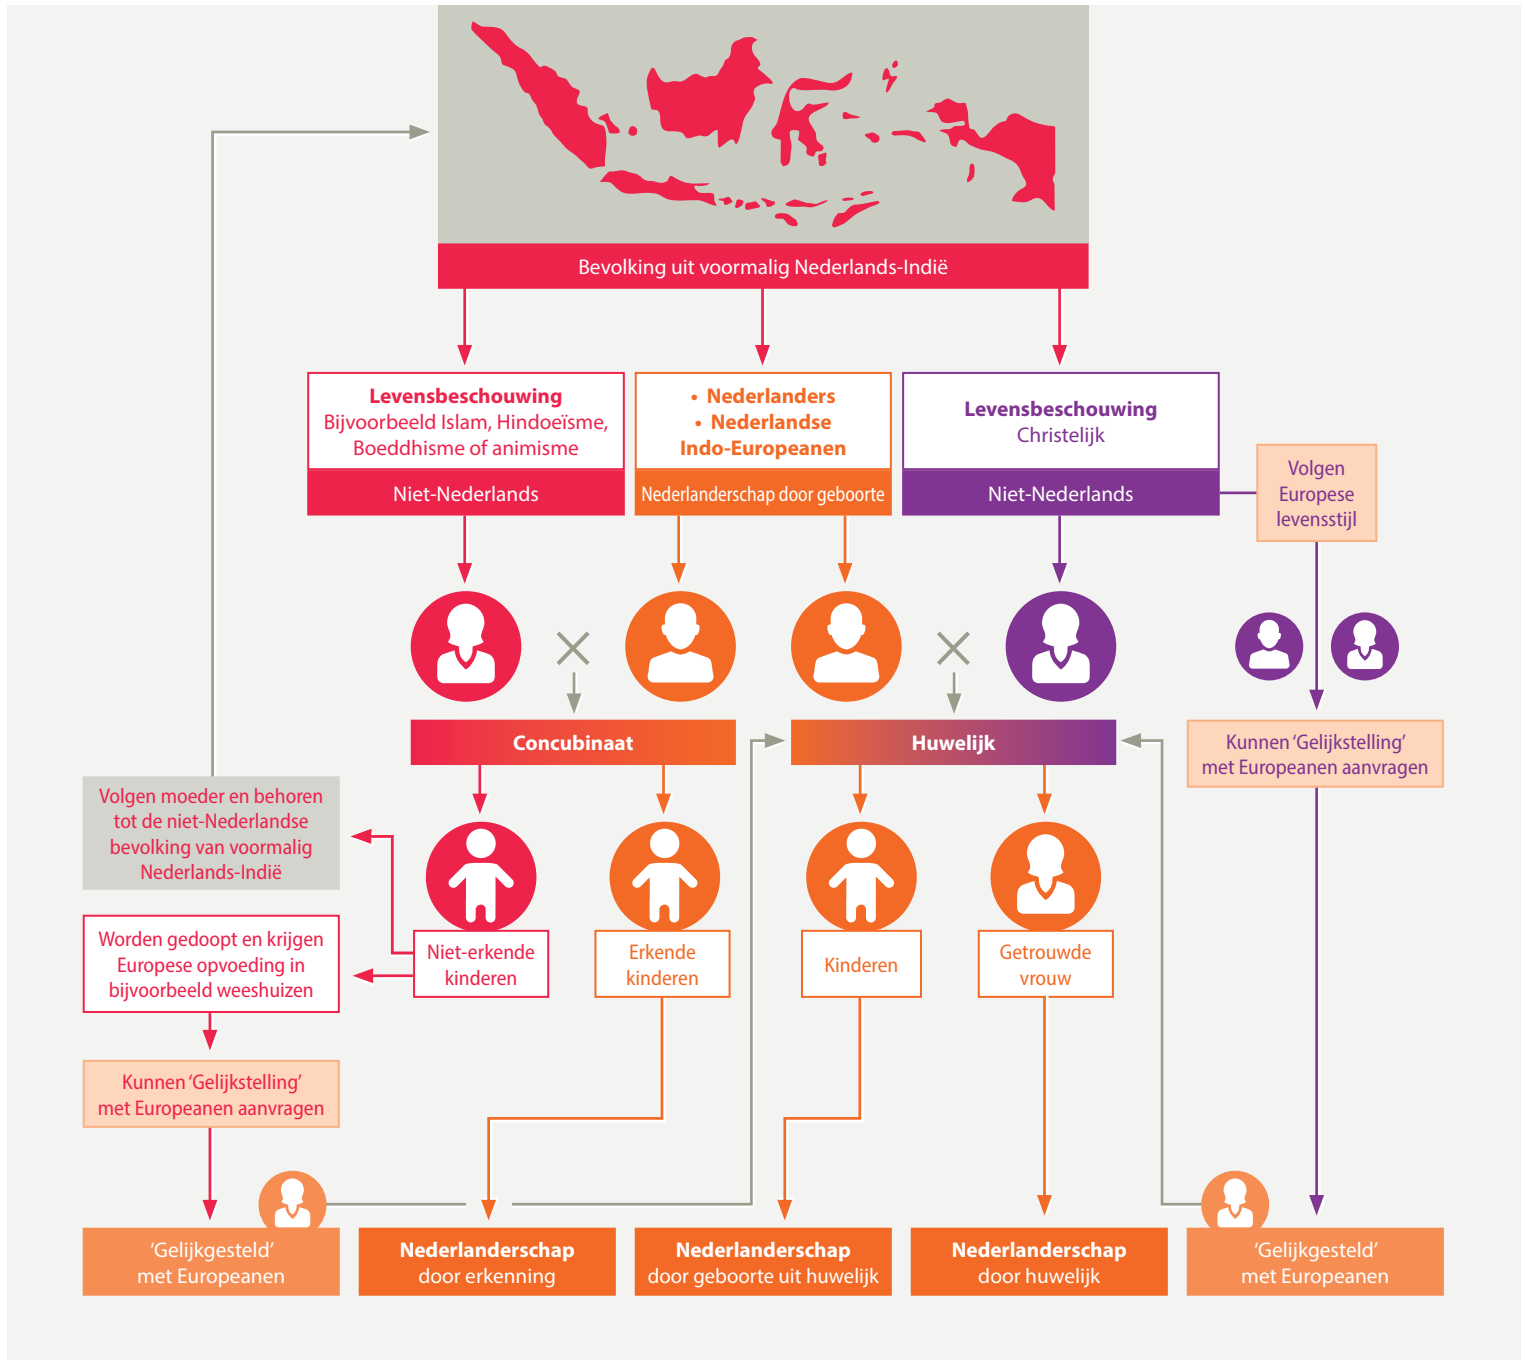 Bevolking uit voormalig Nederlands-Indië
Levensbeschouwing
Bijvoorbeeld Islam, Hindoeïsme,
Boeddhisme of animisme
Niet-Nederlands
• Nederlanders
• Nederlandse
Indo-Europeanen
Nederlanderschap door geboorte
Levensbeschouwing
Christelijk
Niet-Nederlands
Volgen
Europese
levensstijl
Concubinaat
Huwelijk
Kunnen ‘Gelijkstelling’
met Europeanen aanvragen
Volgen moeder en behoren
tot de niet-Nederlandse
bevolking van voormalig
Nederlands-Indië
Worden gedoopt en krijgen
Europese opvoeding in
bijvoorbeeld weeshuizen
Niet-erkende
kinderen
Erkende
kinderen
Kinderen
Getrouwde
vrouw
Kunnen ‘Gelijkstelling’
met Europeanen aanvragen
‘Gelijkgesteld’
met Europeanen
Nederlanderschap
door erkenning
Nederlanderschap
door geboorte uit huwelijk
Nederlanderschap
door huwelijk
‘Gelijkgesteld’
met Europeanen